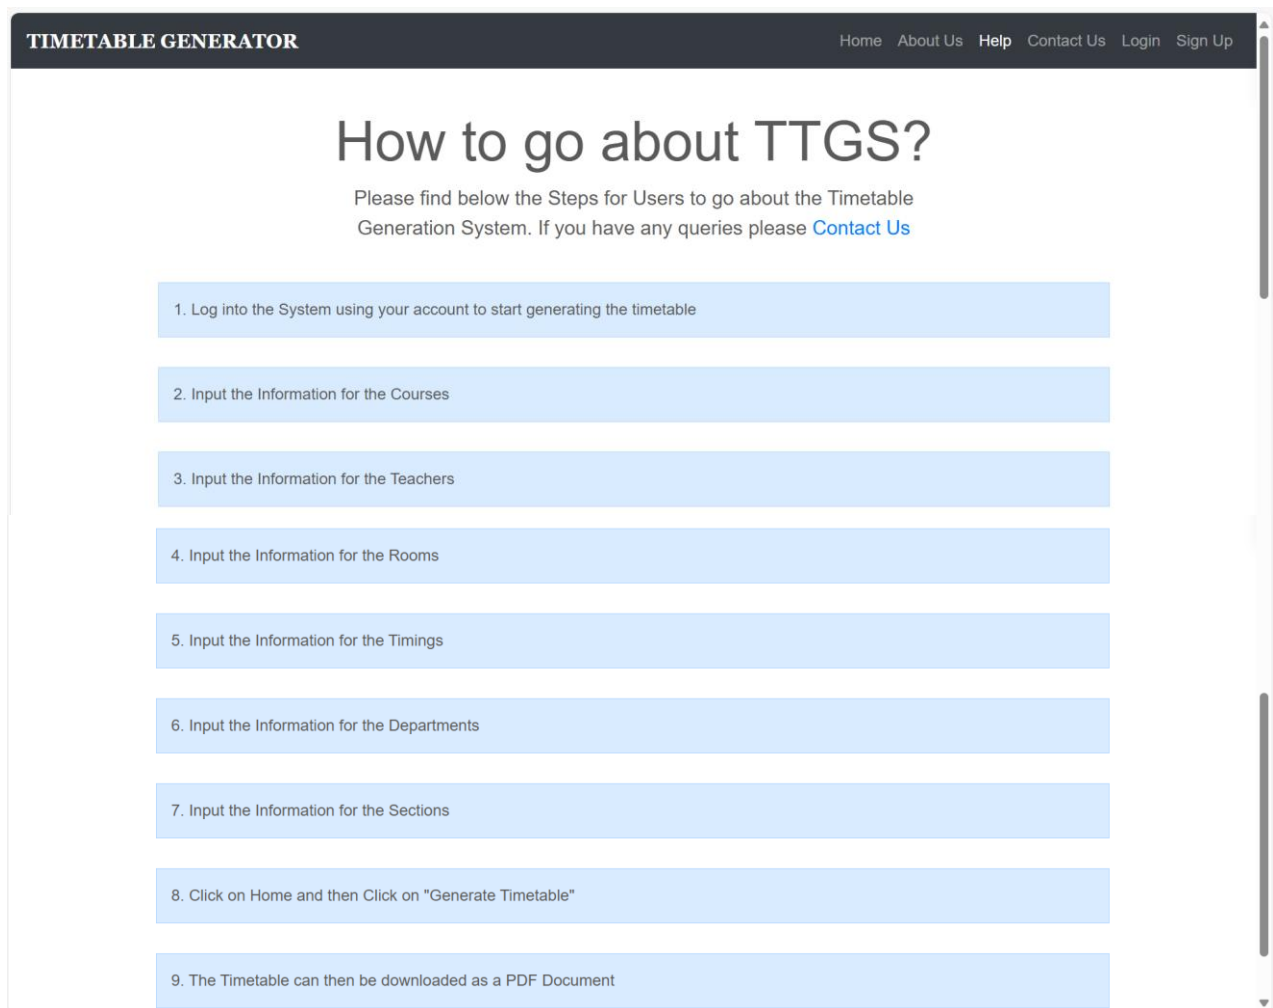 TIMETABLE GENERATOR
Home About Us Help Contact Us Login Sign Up
How to go about TTGS?
Please find below the Steps for Users to go about the Timetable
Generation System. If you have any queries please Contact Us
1. Log into the System using your account to start generating the timetable
2. Input the Information for the Courses
3. Input the Information for the Teachers
4. Input the Information for the Rooms
5. Input the Information for the Timings
6. Input the Information for the Departments
7. Input the Information for the Sections
8. Click on Home and then Click on "Generate Timetable"
9. The Timetable can then be downloaded as a PDF Document